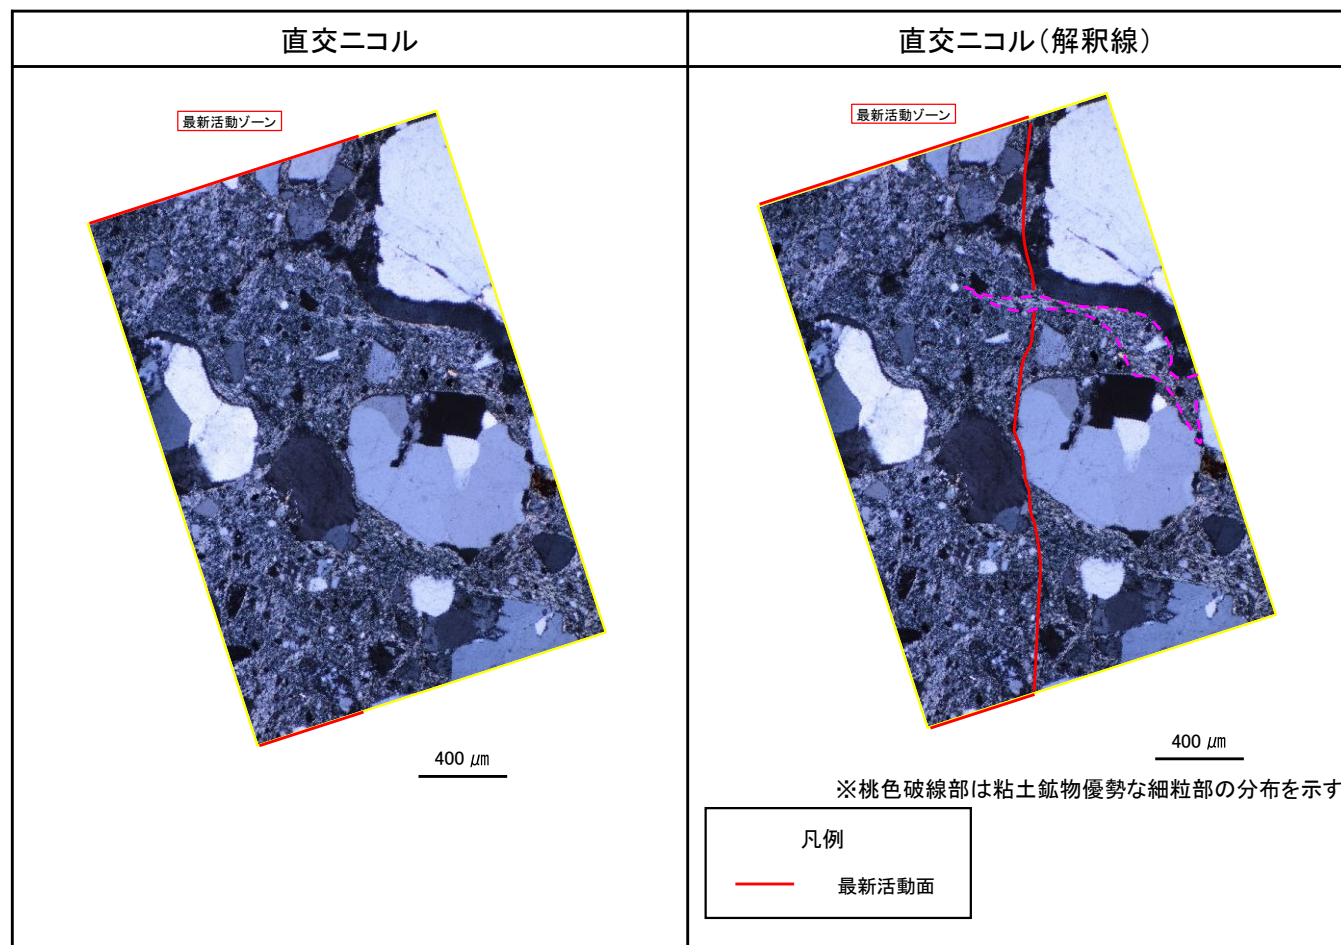 直交ニコル
直交ニコル(解釈線)
最新活動ゾーン
最新活動ゾーン
400 ㎛
400 ㎛
※桃色破線部は粘土鉱物優勢な細粒部の分布を示す
凡例
最新活動面